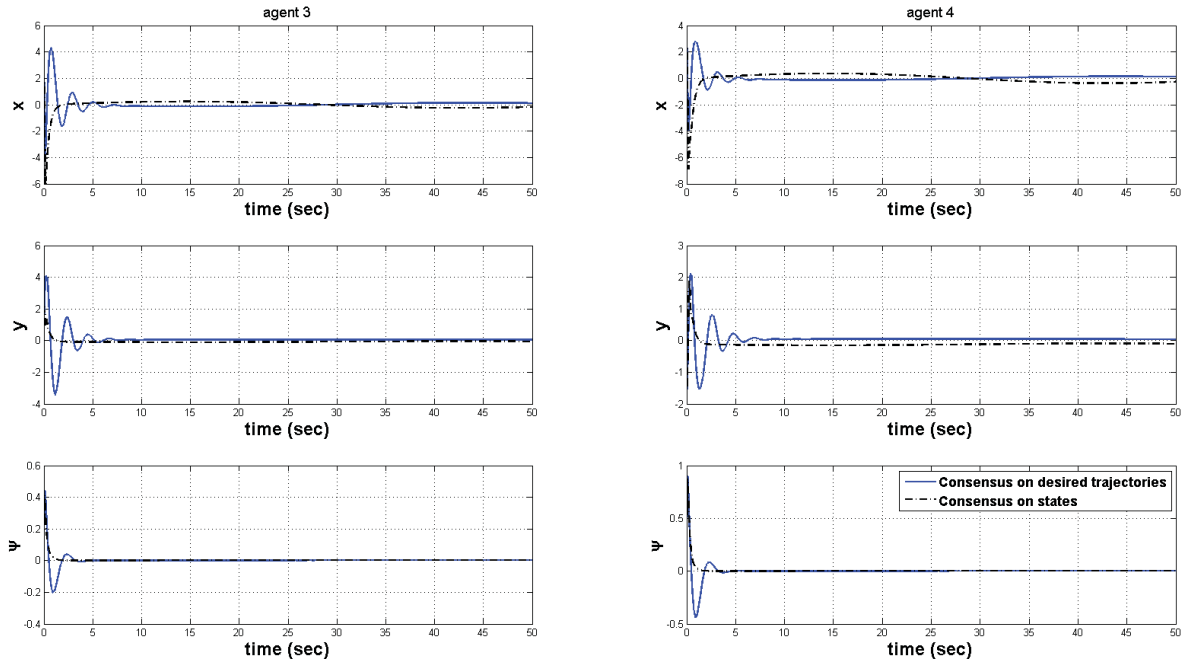 agent 3
agent 4
6
4
2
0
-2
-4
-6
x
0 5 10 15 20 25 30 35 40 45 50
time (sec)
4
2
0
-2
-4
-6
-8
x
0 5 10 15 20 25 30 35 40 45 50
time (sec)
6
4
2
0
-2
-4
y
0 5 10 15 20 25 30 35 40 45 50
time (sec)
3
2
1
0
-1
-2
y
0 5 10 15 20 25 30 35 40 45 50
time (sec)
0.6
0.4
0.2
0
-0.2
-0.4
Ψ
0 5 10 15 20 25 30 35 40 45 50
time (sec)
1
0.5
0
-0.5
Ψ
Consensus on desired trajectories
Consensus on states
0 5 10 15 20 25 30 35 40 45 50
time (sec)